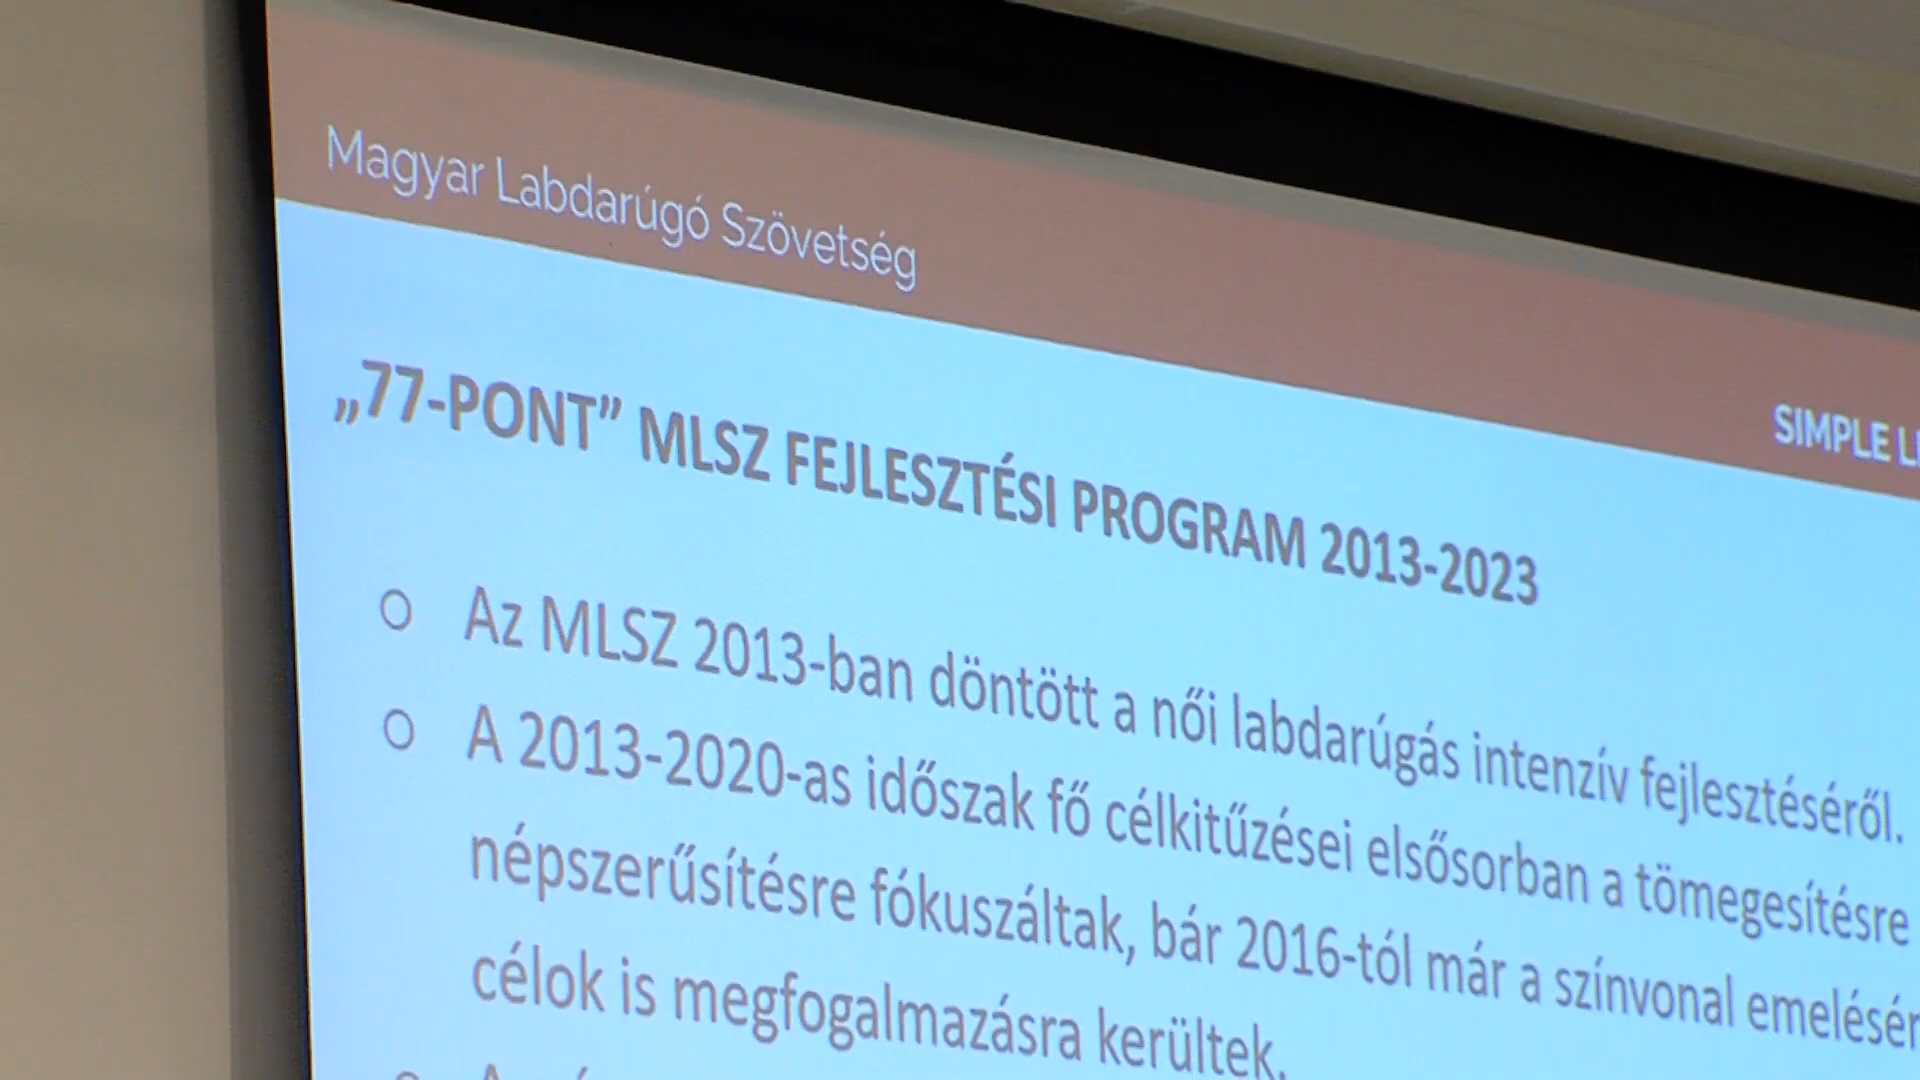 Magyar Labdarúgó Szövetség
SIMPLE
„77-PONT” MLSZ FEJLESZTÉSI PROGRAM 2013-2023
○ Az MLSZ 2013-ban döntött a női labdarúgás intenzív fejlesztéséről.
○ A 2013-2020-as időszak fő célkitűzései elsősorban a tömegesítésre
népszerűsítésre fókuszáltak, bár 2016-tól már a színvonal
célok is megfogalmazásra kerültek.